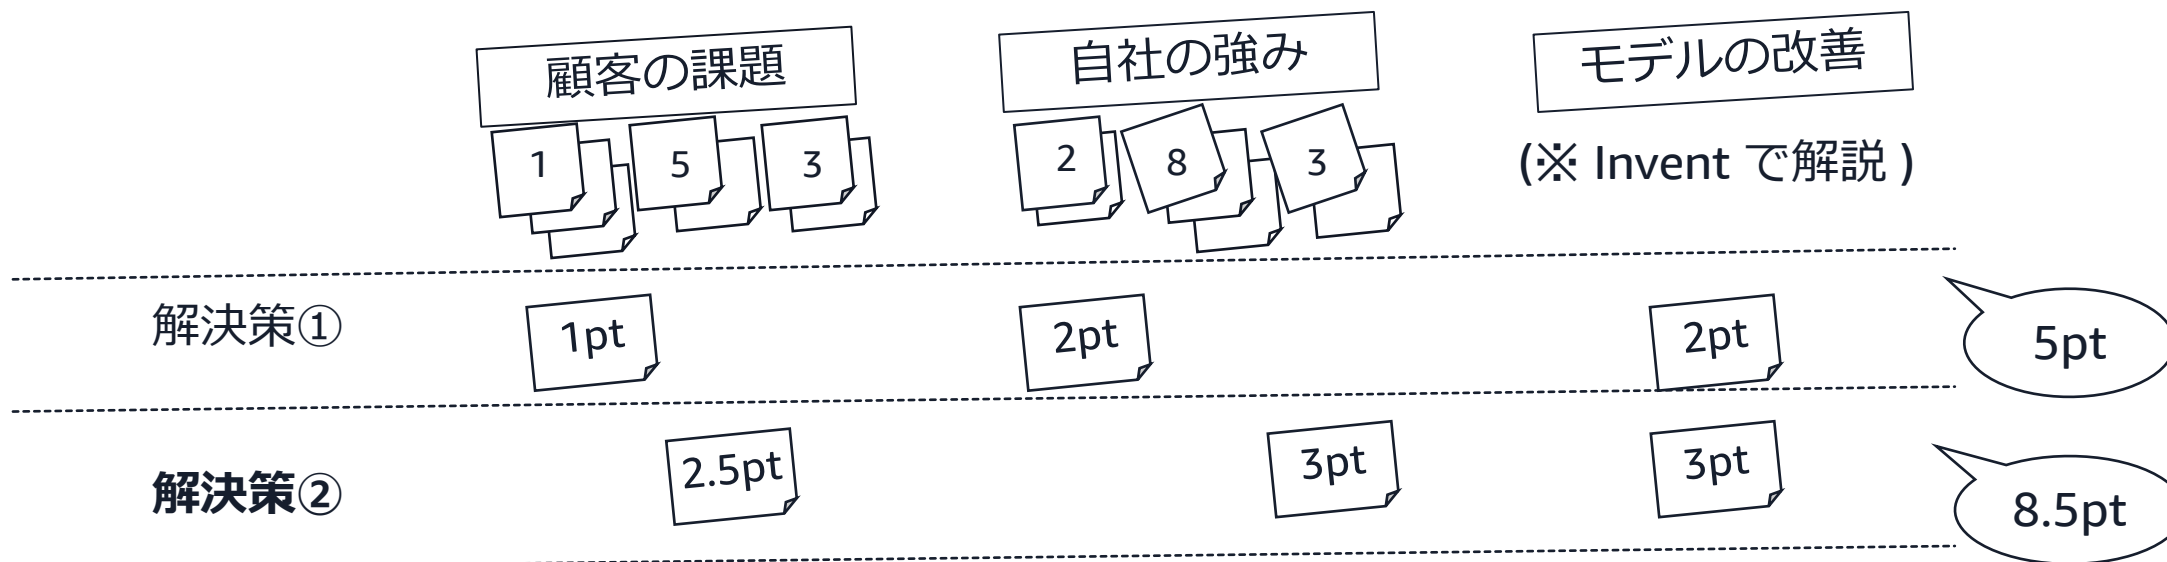 顧客の課題 自社の強み モデルの改善
1 5 3 2 8 3 (※ Invent で解説 )
解決策① 1pt 2pt 2pt 5pt
解決策② 2.5pt 3pt 3pt 8.5pt